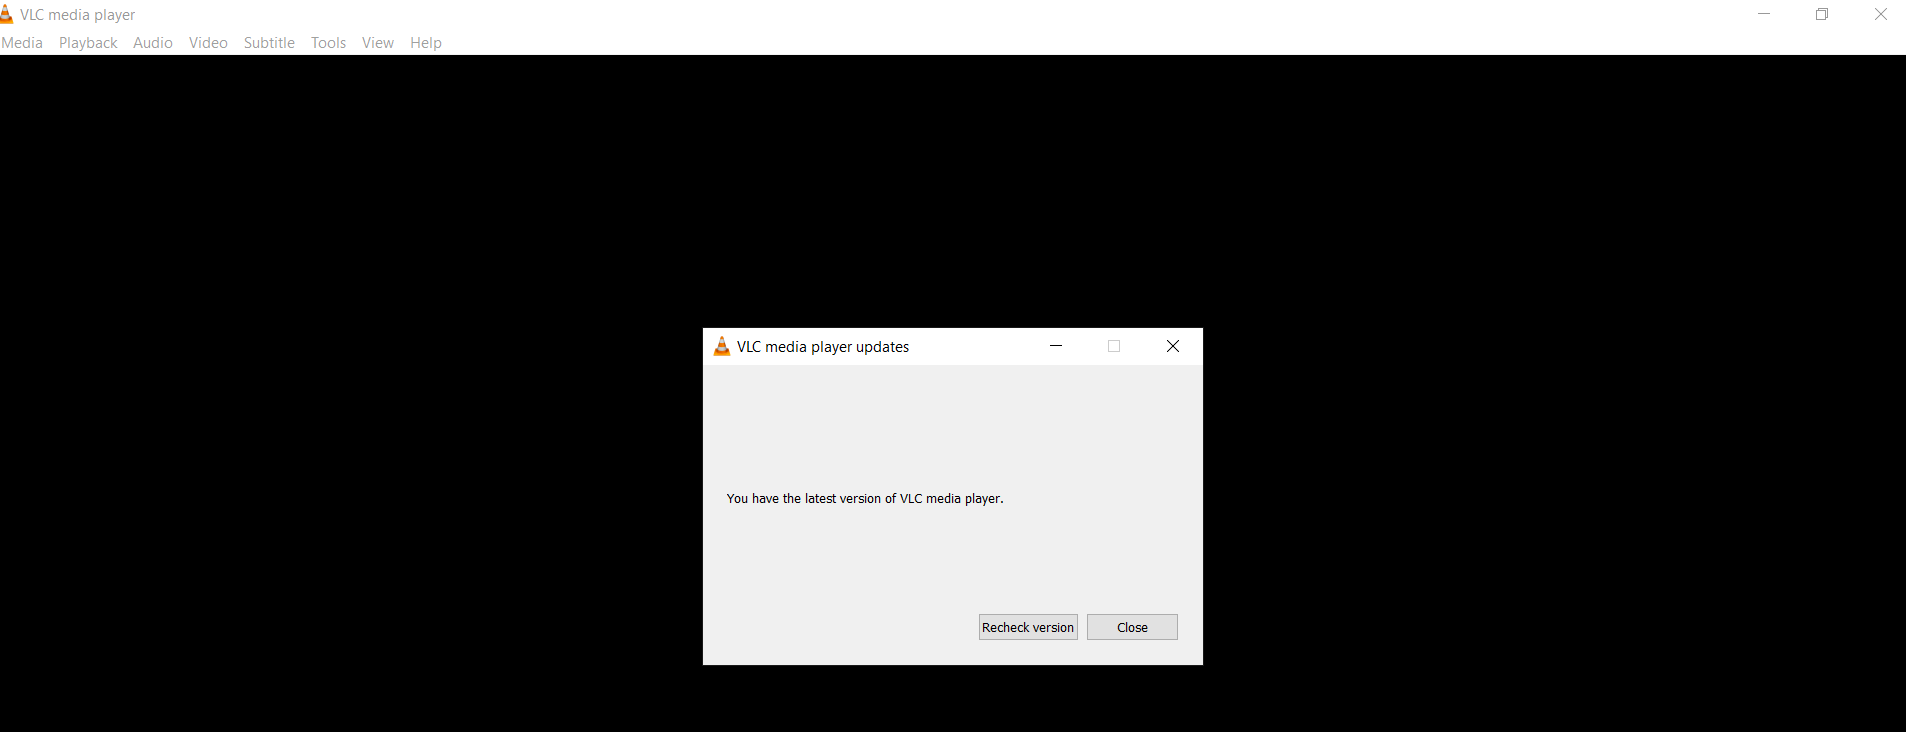 VLC media player
Media Playback Audio Video Subtitle Tools View Help
VLC media player updates
You have the latest version of VLC media player.
Recheck version Close